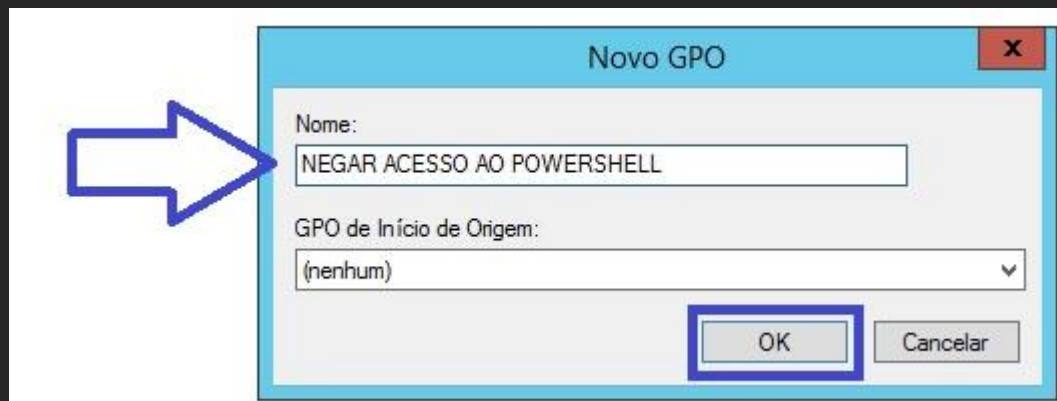 Novo GPO
x
Nome:
NEGAR ACESSO AO POWERSHELL
GPO de Início de Origem:
(nenhum)
OK Cancelar